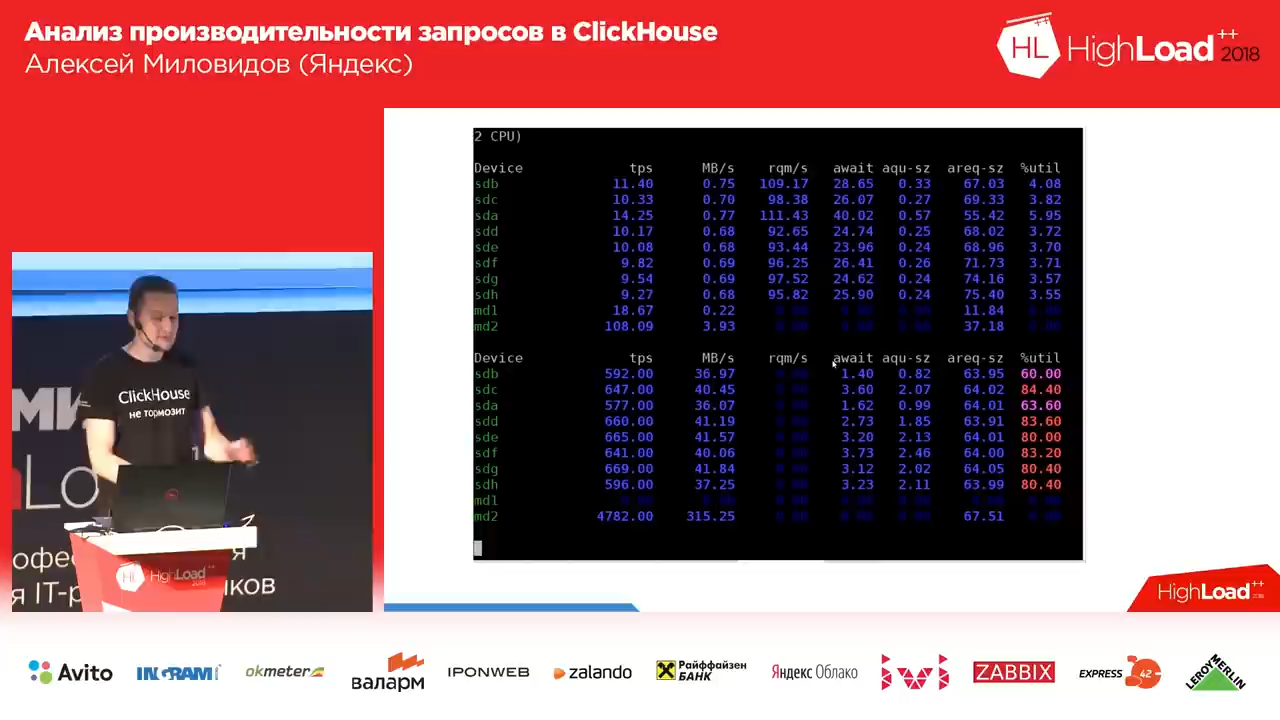 Анализ производительности запросов в ClickHouse
Алексей Миловидов (Яндекс)
HL HighLoad++ 2018
2 CPU)
Device tps MB/s rqm/s await aqu-sz areq-sz %util
sdb 11.40 0.75 109.17 28.65 0.33 67.03 4.08
sdc 10.33 0.70 98.38 26.07 0.27 69.33 3.82
sda 14.25 0.77 111.43 40.02 0.57 55.42 5.95
sdd 10.17 0.68 92.65 24.74 0.25 68.02 3.72
sde 10.08 0.68 93.44 23.96 0.24 68.96 3.70
sdf 9.82 0.69 96.25 26.41 0.26 71.73 3.71
sdg 9.54 0.69 97.52 24.62 0.24 74.16 3.57
sdh 9.27 0.68 95.82 25.90 0.24 75.40 3.55
md1 18.67 0.22 11.84
md2 108.09 3.93 37.18
Device tps MB/s rqm/s await aqu-sz areq-sz %util
sdb 592.00 36.97 1.40 0.82 63.95 60.00
sdc 647.00 40.45 3.60 2.07 64.02 84.40
sda 577.00 36.07 1.62 0.99 64.01 63.60
sdd 660.00 41.19 2.73 1.85 63.91 83.60
sde 665.00 41.57 3.20 2.13 64.01 80.00
sdf 641.00 40.06 3.73 2.46 64.00 83.20
sdg 669.00 41.84 3.12 2.02 64.05 80.40
sdh 596.00 37.25 3.23 2.11 63.99 80.40
md1
md2 4782.00 315.25 67.51
ClickHouse
не тормозит
HighLoad++
HighLoad++
Avito INGRAM okmeter валарм IPONWEB zalando Райффайзен БАНК Яндекс Облако ivi ZABBIX EXPRESS 42 LEROY MERLIN